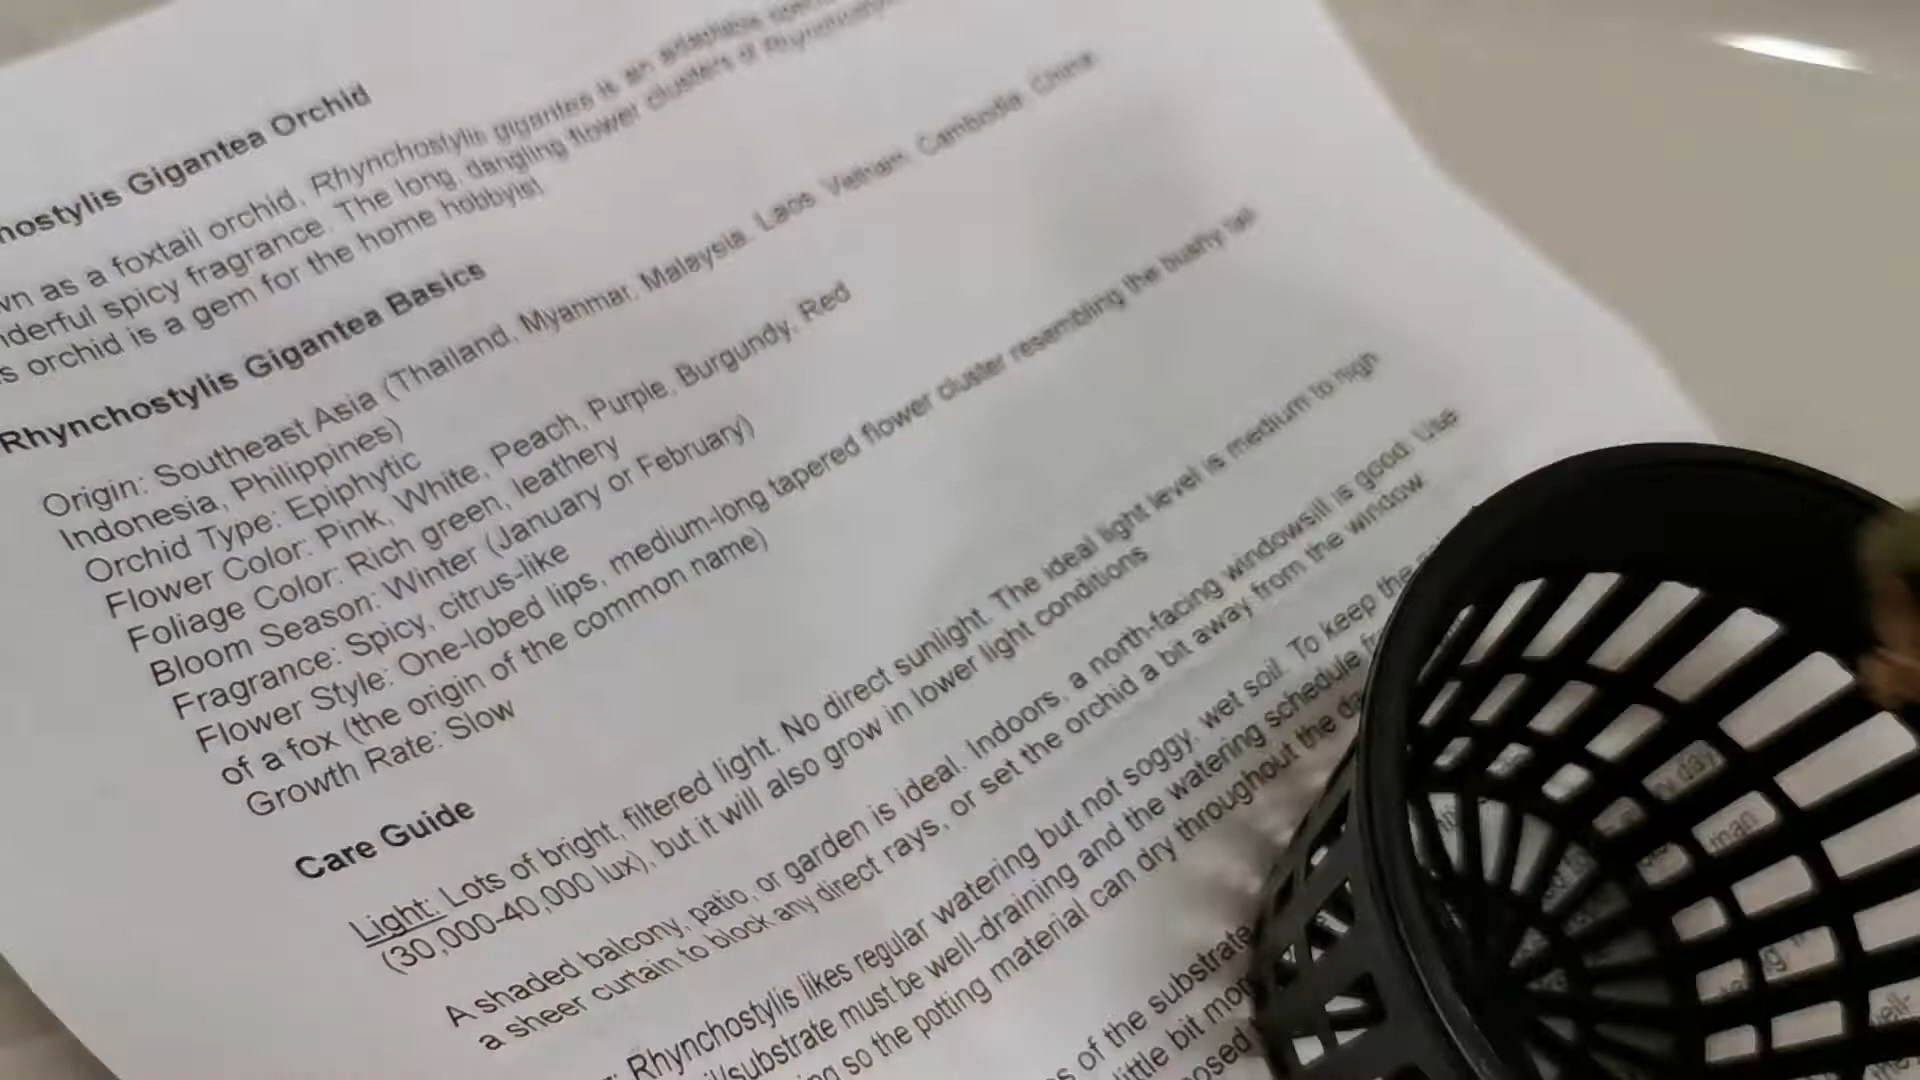 hostylis Gigantea Orchid
wn as a foxtail orchid, Rhynchostylis gigantea is an adaptable
nderful spicy fragrance. The long, dangling flower clusters of
s orchid is a gem for the home hobbyist.
Rhynchostylis Gigantea Basics
Origin: Southeast Asia (Thailand, Myanmar, Malaysia, Laos, Vietnam, Cambodia, China,
Indonesia, Philippines)
Orchid Type: Epiphytic
Flower Color: Pink, White, Peach, Purple, Burgundy, Red
Foliage Color: Rich green, leathery
Bloom Season: Winter (January or February)
Fragrance: Spicy, citrus-like
Flower Style: One-lobed lips, medium-long tapered flower cluster resembling the bushy tail
of a fox (the origin of the common name)
Growth Rate: Slow
Care Guide
Light: Lots of bright, filtered light. No direct sunlight. The ideal light level is medium to high
(30,000-40,000 lux), but it will also grow in lower light conditions.
A shaded balcony, patio, or garden is ideal. Indoors, a north-facing windowsill is good. Use
a sheer curtain to block any direct rays, or set the orchid a bit away from the window.
Rhynchostylis likes regular watering but not soggy, wet soil. To keep the
/substrate must be well-draining and the watering schedule
so the potting material can dry throughout the
of the substrate
little bit